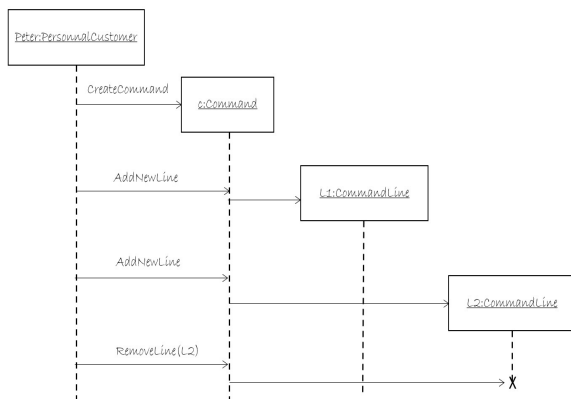 Peter:PersonnalCustomer
CreateCommand
c:Command
AddNewLine
L1:CommandLine
AddNewLine
L2:CommandLine
RemoveLine(L2)
X